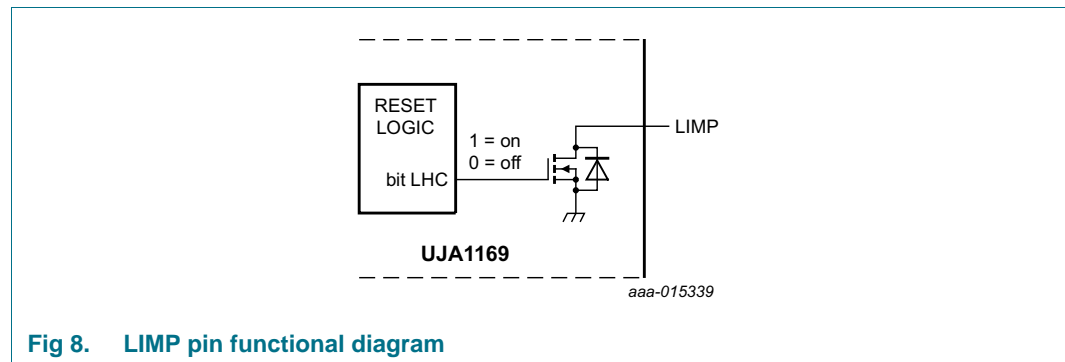 RESET
LOGIC
1 = on
0 = off
bit LHC
LIMP
UJA1169
aaa-015339
Fig 8. LIMP pin functional diagram